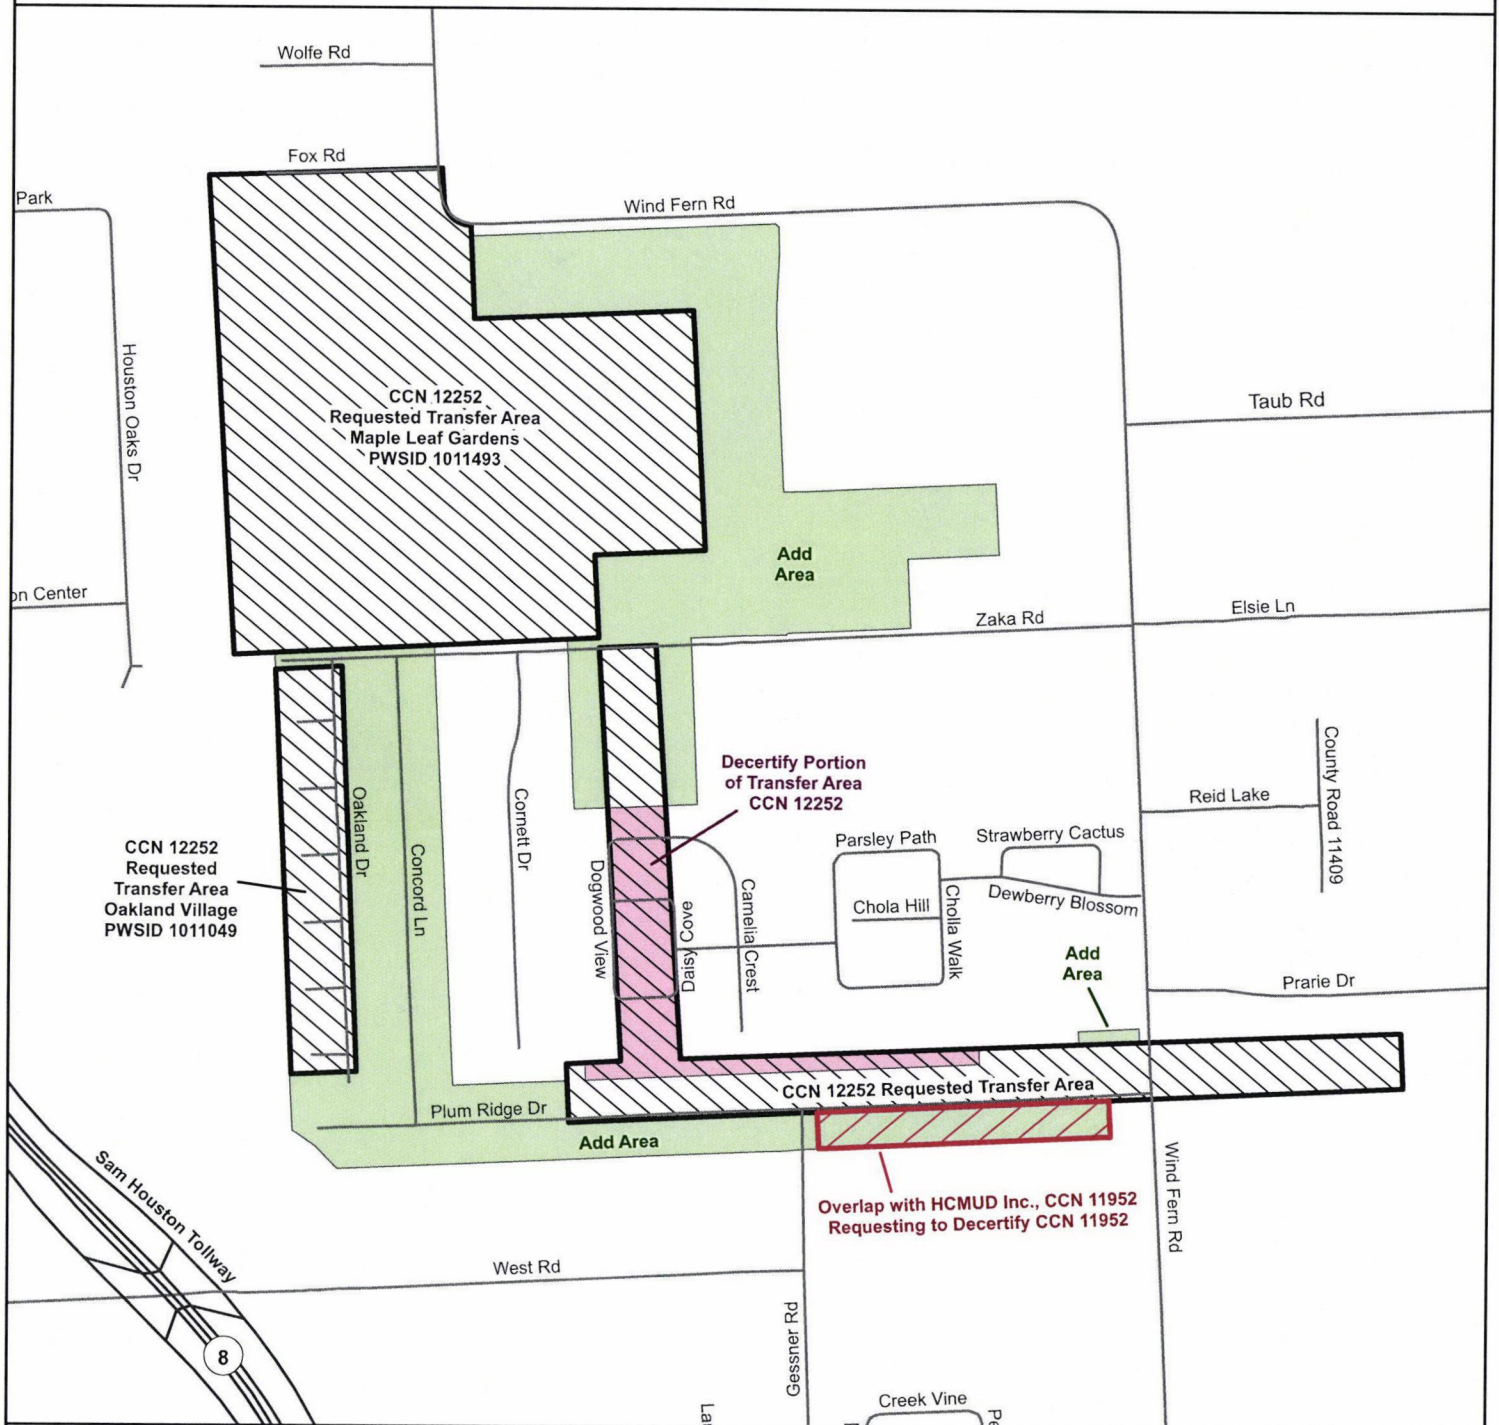 Wolfe Rd
Fox Rd
Park
Wind Fern Rd
Houston Oaks Dr
CCN 12252
Requested Transfer Area
Maple Leaf Gardens
PWSID 1011493
Taub Rd
Add
Area
on Center
Zaka Rd
Elsie Ln
Decertify Portion
of Transfer Area
CCN 12252
County Road 11409
Reid Lake
Oakland Dr
Cornett Dr
Concord Ln
CCN 12252
Requested
Transfer Area
Oakland Village
PWSID 1011049
Parsley Path
Strawberry Cactus
Dogwood View
Daisy Cove
Camelia Crest
Chola Hill
Cholla Walk
Dewberry Blossom
Add
Area
Prarie Dr
CCN 12252 Requested Transfer Area
Plum Ridge Dr
Add Area
Sam Houston Tollway
Overlap with HCMUD Inc., CCN 11952
Requesting to Decertify CCN 11952
Wind Fern Rd
West Rd
Gessner Rd
8
Creek Vine